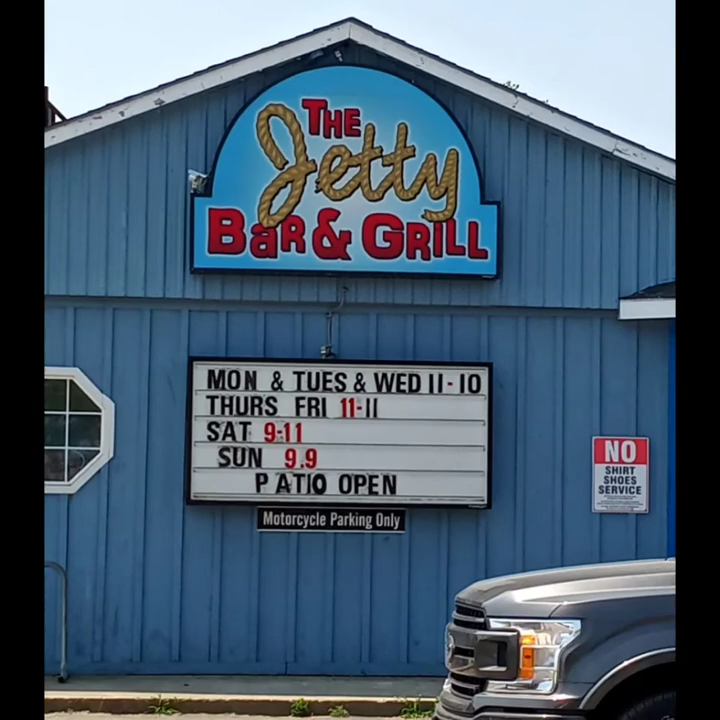 THE
Jetty
BAR & GRILL
MON & TUES & WED 11-10
THURS FRI 11-11
SAT 9-11
SUN 9.9
PATIO OPEN
Motorcycle Parking Only
NO
SHIRT
SHOES
SERVICE